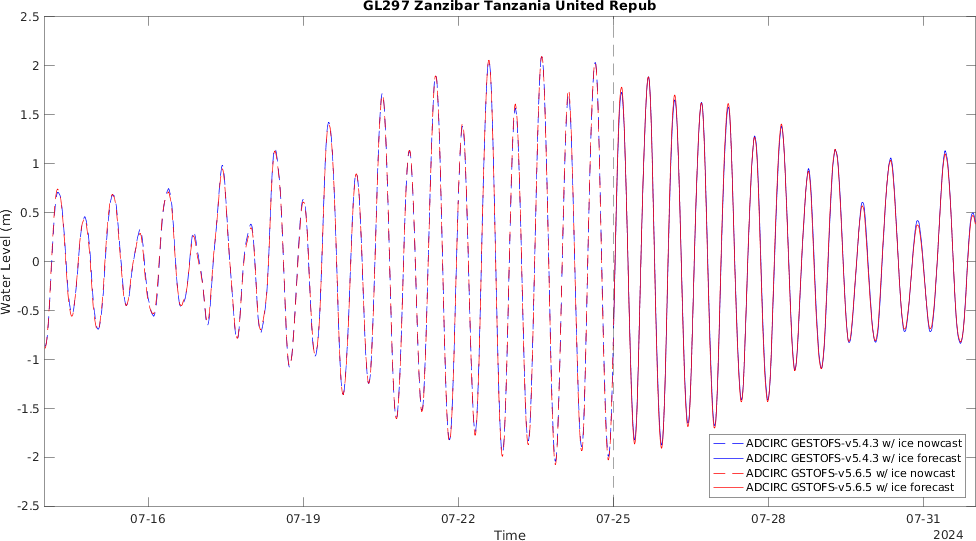 GL297 Zanzibar Tanzania United Repub
2.5
2
1.5
1
0.5
0
-0.5
-1
-1.5
-2
-2.5
Water Level (m)
07-16
07-19
07-22
07-25
07-28
07-31
Time
2024
ADCIRC GESTOFS-v5.4.3 w/ ice nowcast
ADCIRC GESTOFS-v5.4.3 w/ ice forecast
ADCIRC GSTOFS-v5.6.5 w/ ice nowcast
ADCIRC GSTOFS-v5.6.5 w/ ice forecast